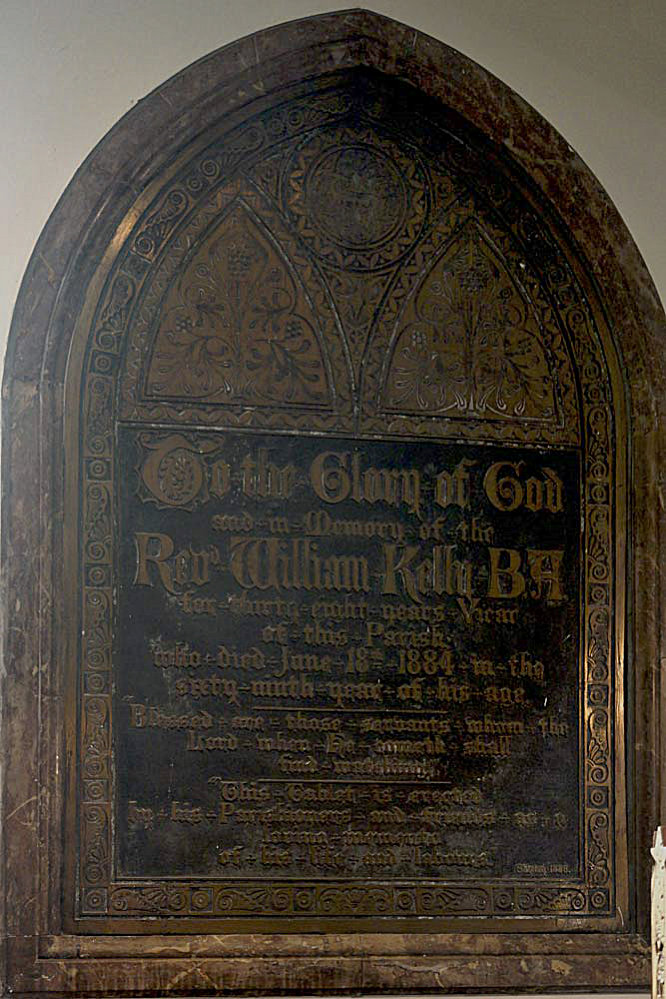 To the Glory of God
and in Memory of the
Revd William Kelly B.A
for thirty eight years Vicar
of this Parish,
who died June 18th 1884 in the
sixty ninth year of his age
"Blessed are those servants whom the
Lord when He cometh shall
find watching."
This Tablet is erected
by his Parishioners and friends as a
loving memorial
of his life and labours